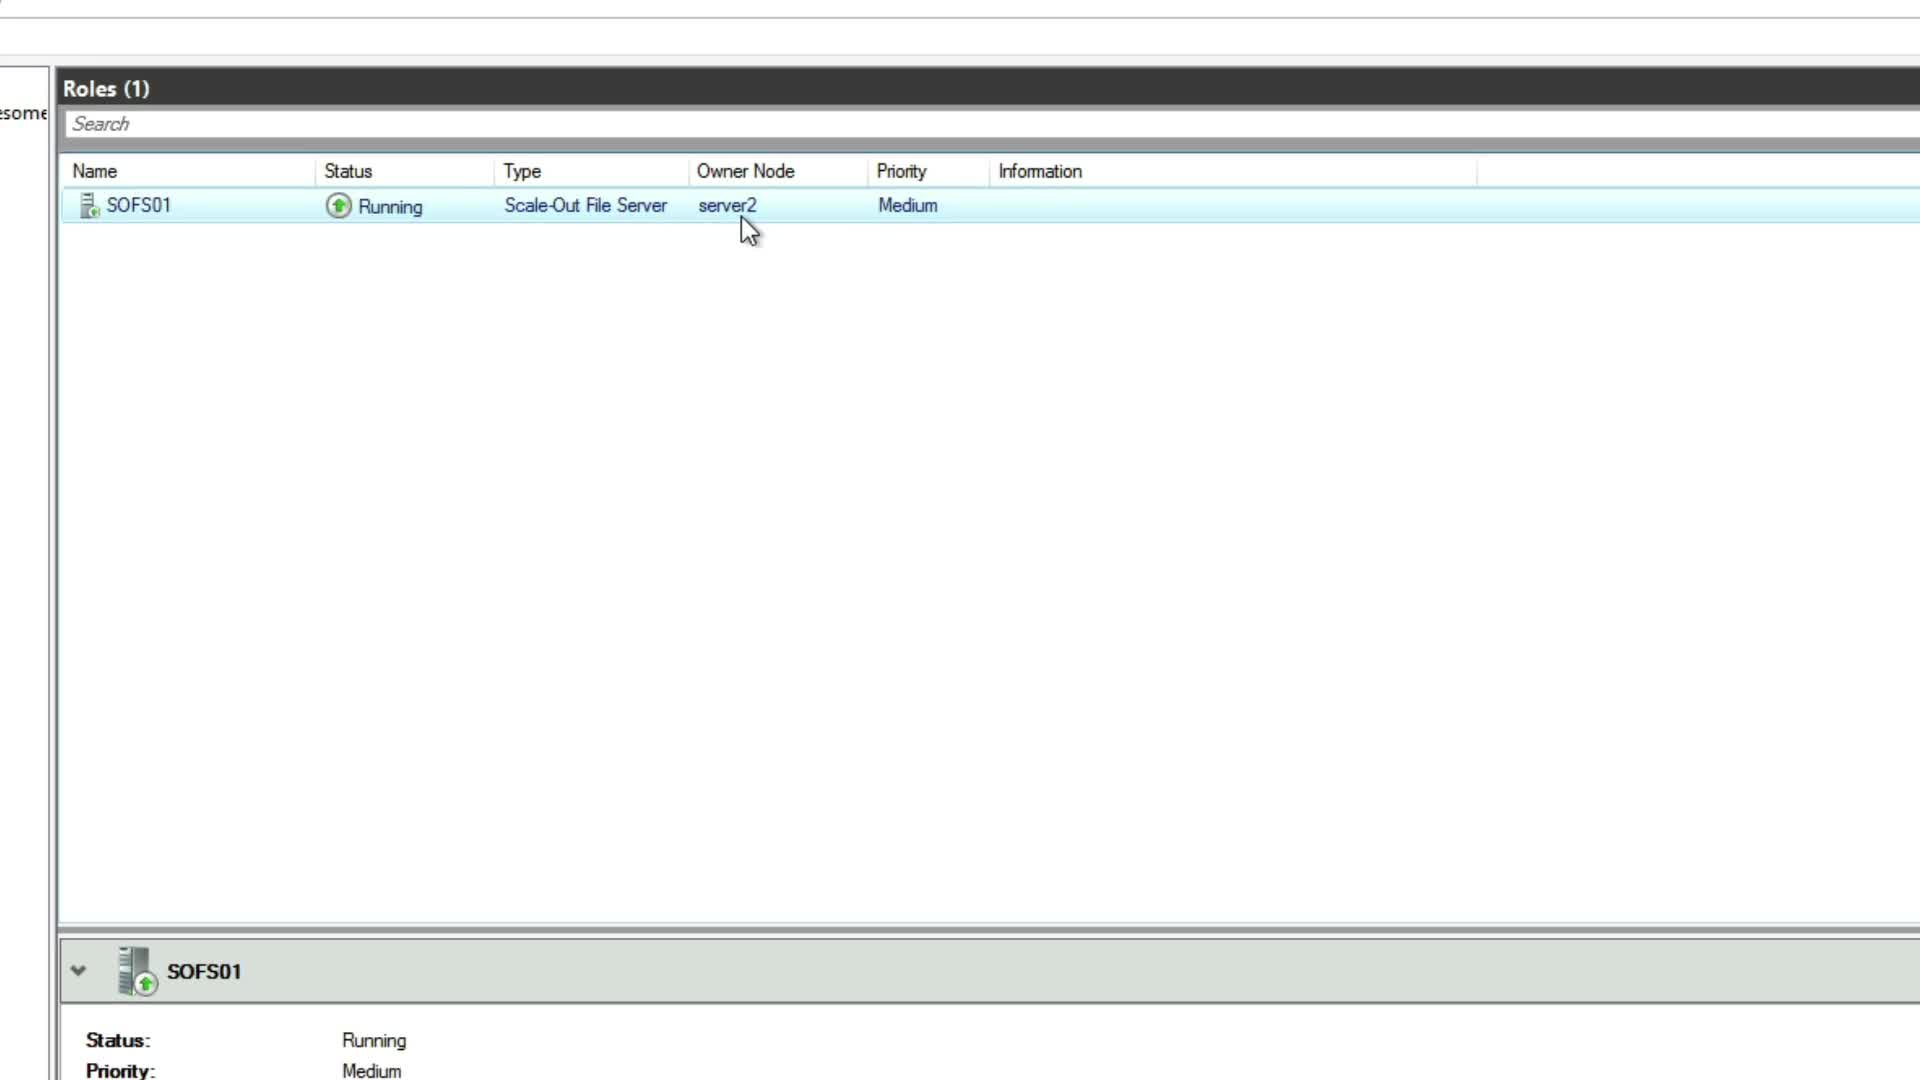 Roles (1)
esome
Search
Name Status Type Owner Node Priority Information
SOFS01 Running Scale-Out File Server server2 Medium
SOFS01
Status: Running
Priority: Medium